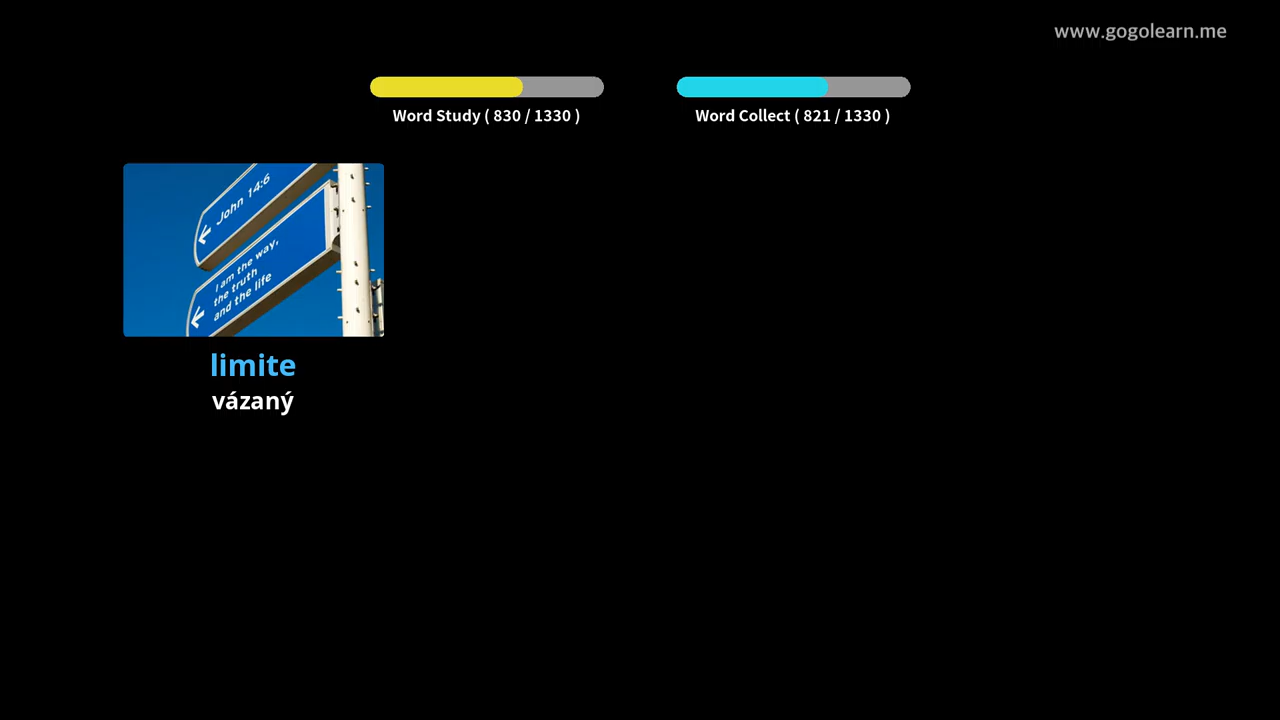 www.gogolearn.me
Word Study ( 830 / 1330 )
Word Collect ( 821 / 1330 )
John 14:6
I am the way,
the truth
and the life
limite
vázaný